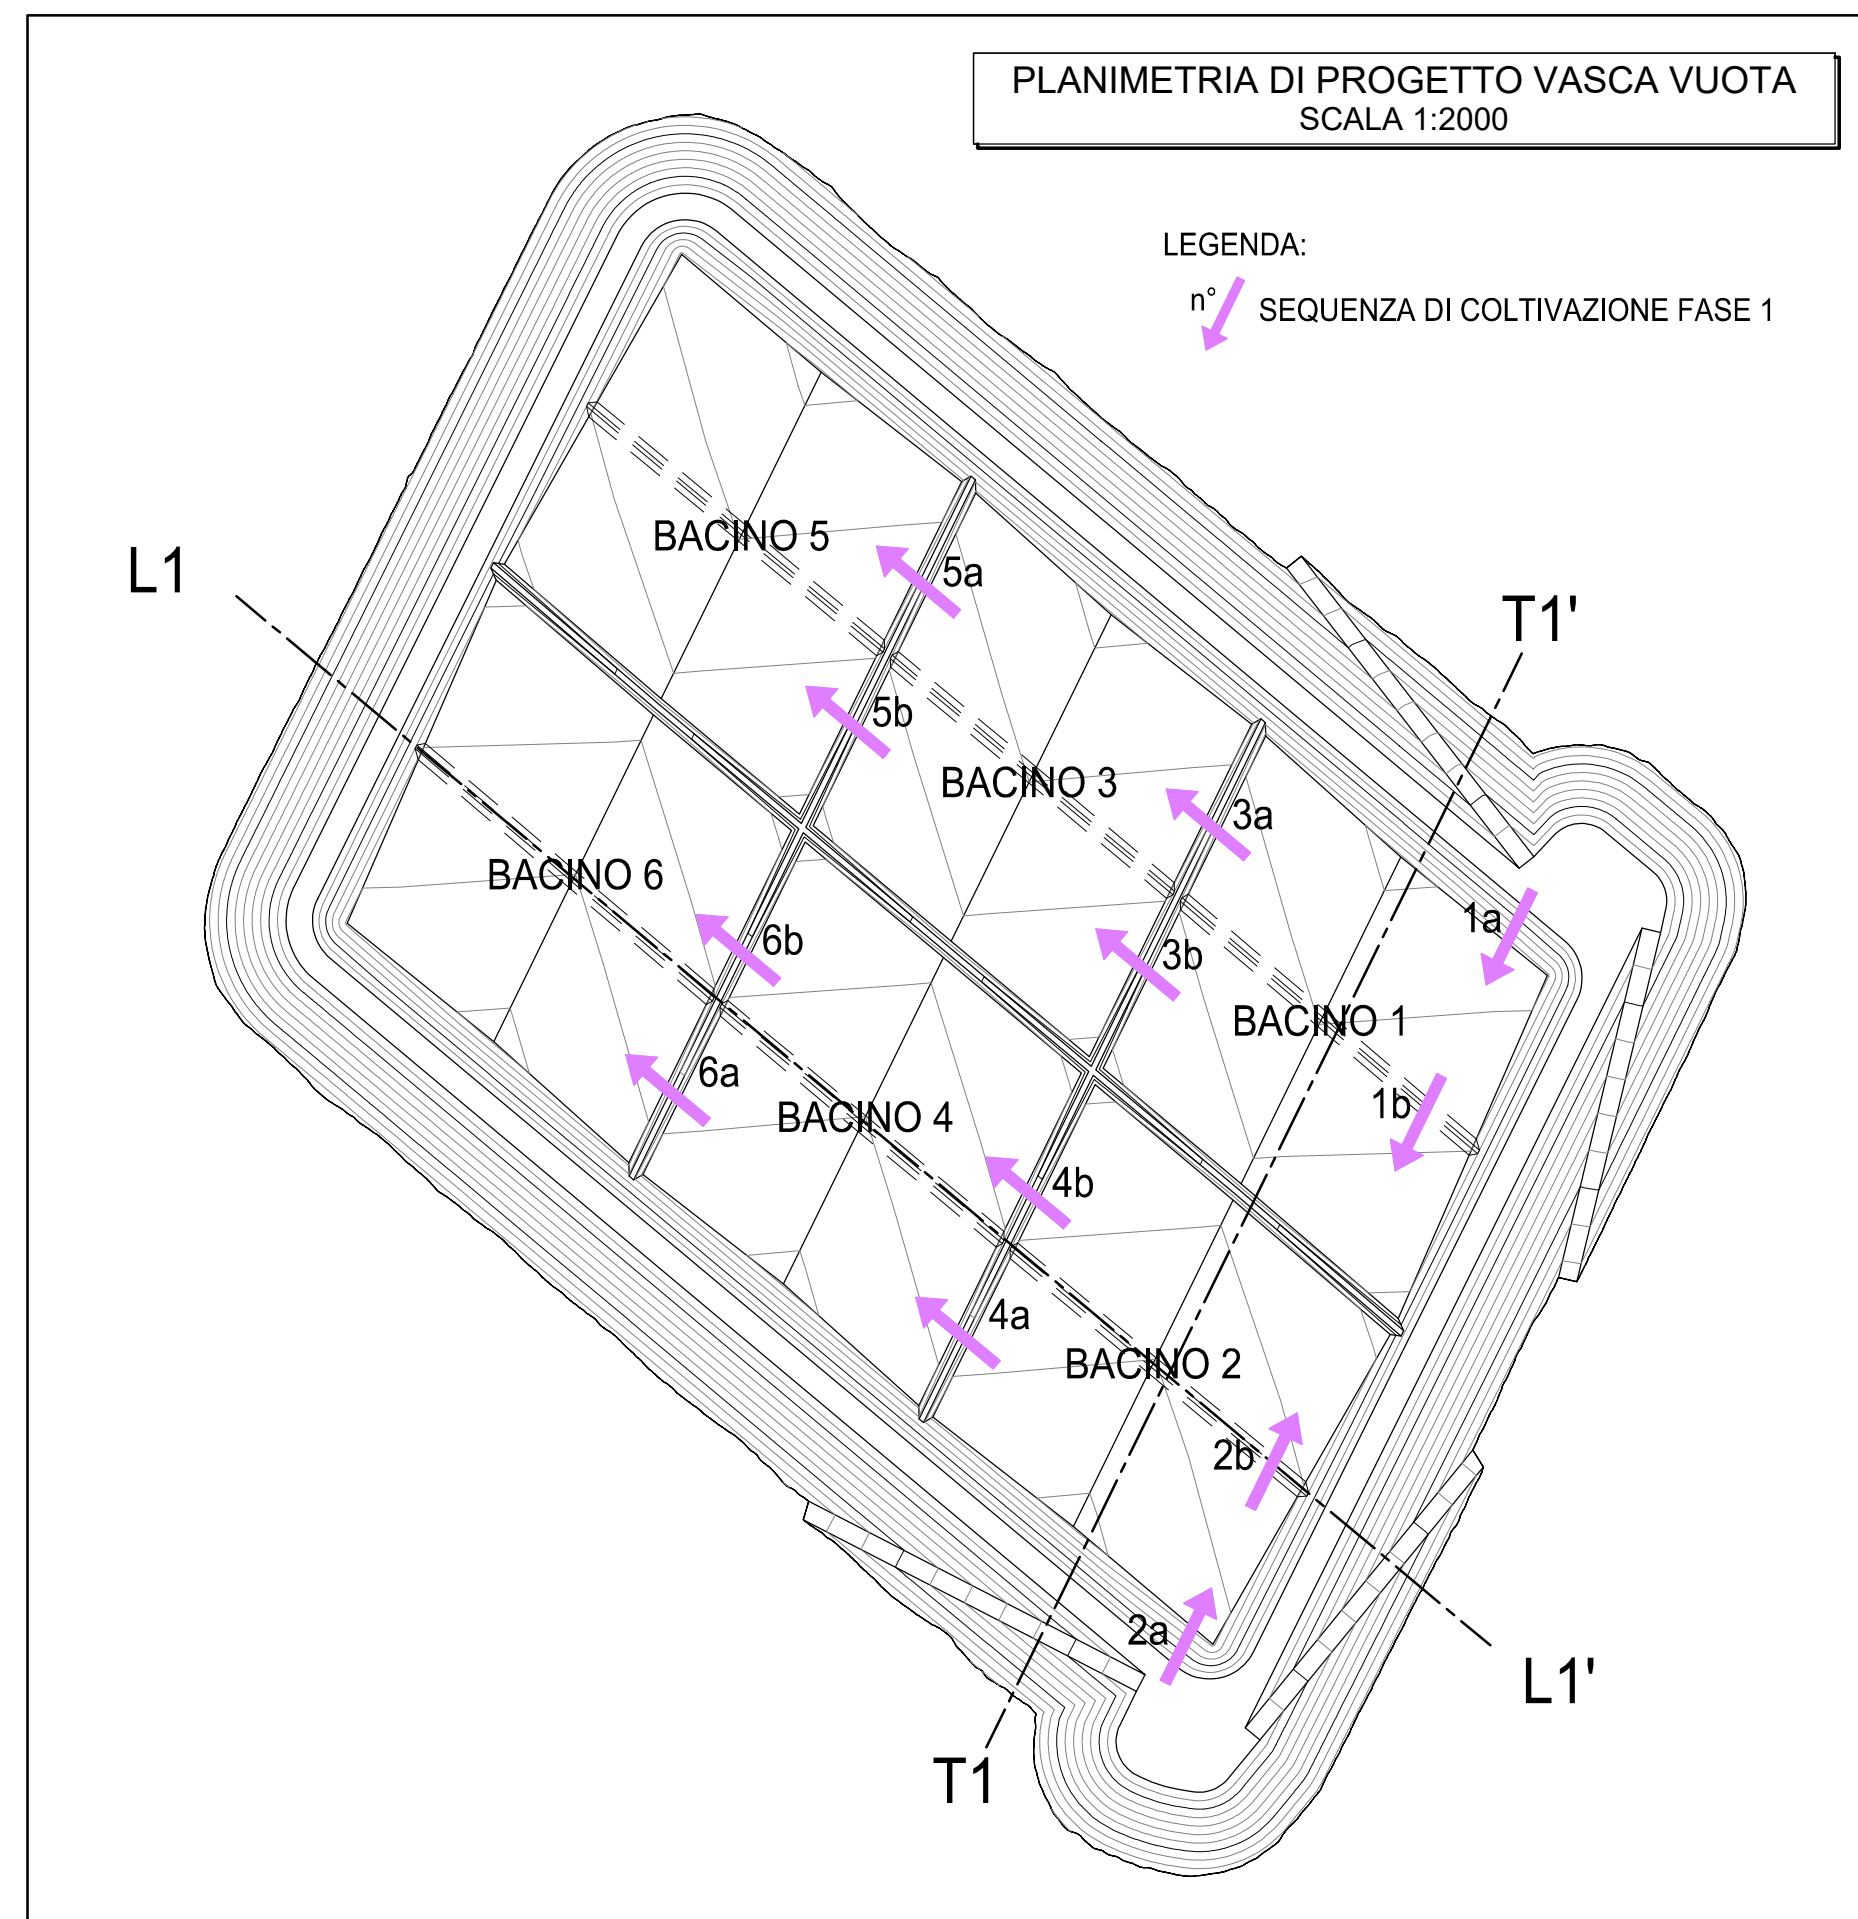 PLANIMETRIA DI PROGETTO VASCA VUOTA
SCALA 1:2000
LEGENDA:
n°
SEQUENZA DI COLTIVAZIONE FASE 1
L1
T1'
BACINO 5
5a
5b
BACINO 3
3a
BACINO 6
6b
3b
1a
BACINO 1
6a
1b
BACINO 4
4b
4a
BACINO 2
2b
2a
L1'
T1